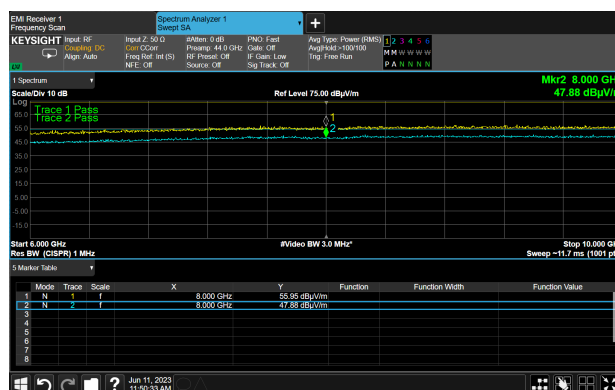 EMI Receiver 1
Frequency Scan
Spectrum Analyzer 1
Swept SA
+
KEYSIGHT
Input: RF
Coupling: DC
Align: Auto
Input Z: 50 Ω
Corr CCorr
Freq Ref: Int (S)
NFE: Off
#Atten: 0 dB
Preamp: 44.0 GHz
RF Presel: Off
Source: Off
PNO: Fast
Gate: Off
IF Gain: Low
Sig Track: Off
Avg Type: Power (RMS)
Avg|Hold:>100/100
Trig: Free Run
1 2 3 4 5 6
M M W W W W
P A N N N N
1 Spectrum
Scale/Div 10 dB
Ref Level 75.00 dBµV/m
Mkr2 8.000 GH
47.88 dBµV/
Log
Trace 1 Pass
Trace 2 Pass
1
2
65.0
55.0
45.0
35.0
25.0
15.0
5.00
-5.00
-15.0
Start 6.000 GHz
Res BW (CISPR) 1 MHz
#Video BW 3.0 MHz*
Stop 10.000 G
Sweep ~11.7 ms (1001 pt
5 Marker Table
Mode Trace Scale X Y Function Function Width Function Value
1 N 1 f 8.000 GHz 55.95 dBµV/m
2 N 2 f 8.000 GHz 47.88 dBµV/m
3
4
5
6
7
8
?
Jun 11, 2023
11:50:33 AM